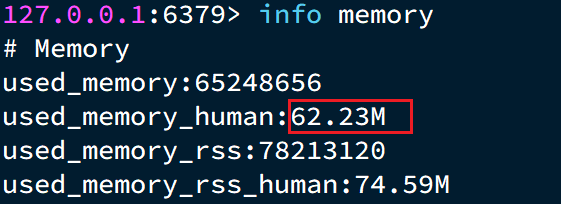 127.0.0.1:6379> info memory
# Memory
used_memory:65248656
used_memory_human:62.23M
used_memory_rss:78213120
used_memory_rss_human:74.59M